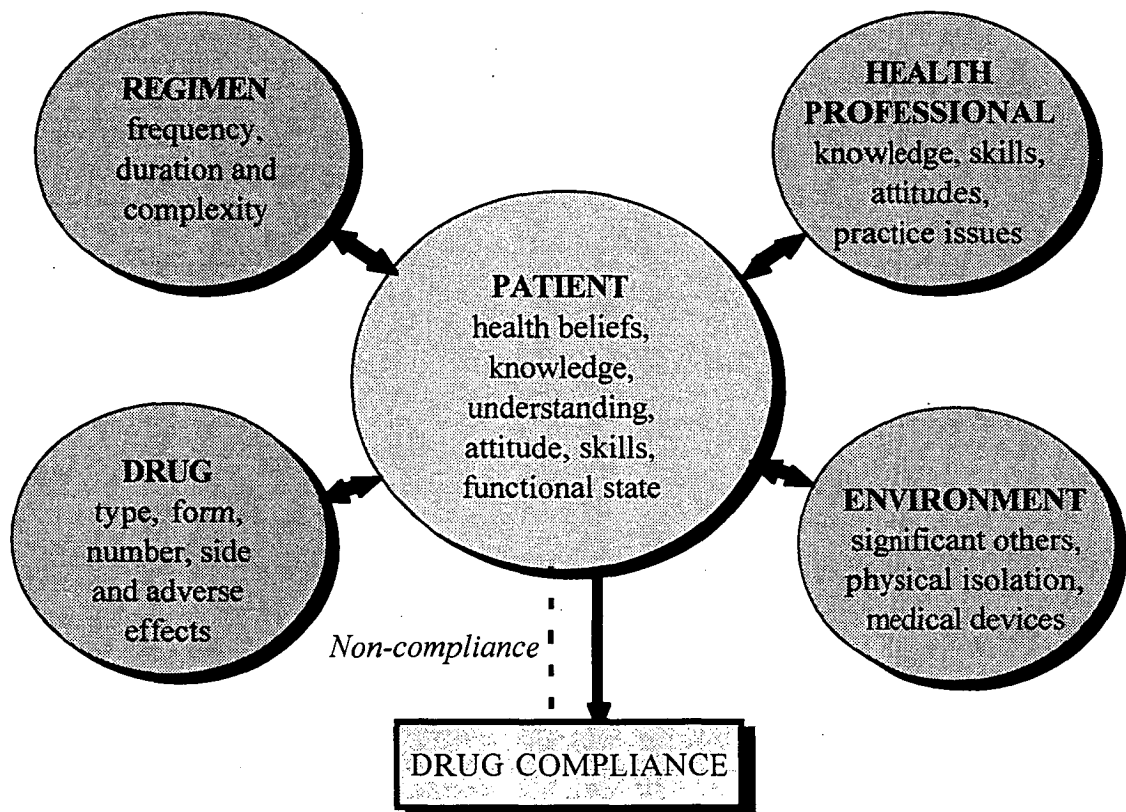 REGIMEN
frequency,
duration and
complexity
HEALTH
PROFESSIONAL
knowledge, skills,
attitudes,
practice issues
PATIENT
health beliefs,
knowledge,
understanding,
attitude, skills,
functional state
DRUG
type, form,
number, side
and adverse
effects
ENVIRONMENT
significant others,
physical isolation,
medical devices
Non-compliance
DRUG COMPLIANCE